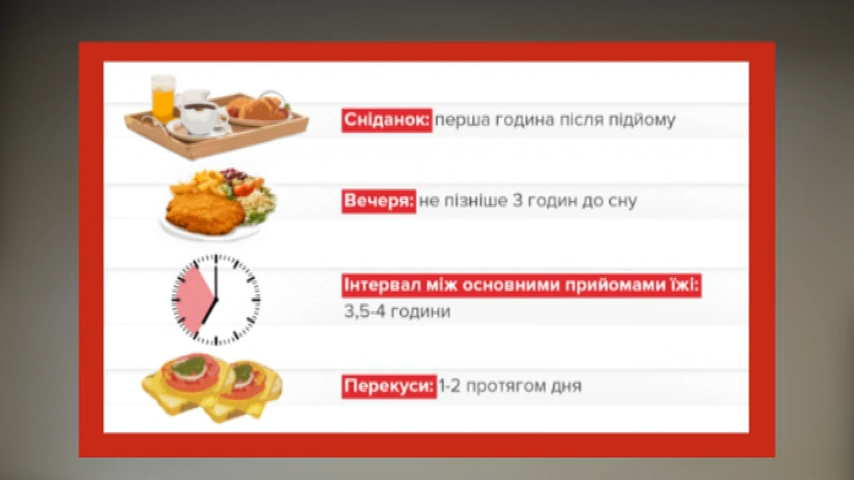 Сніданок: перша година після підйому
Вечеря: не пізніше 3 годин до сну
Інтервал між основними прийомами їжі:
3,5-4 години
Перекуси: 1-2 протягом дня